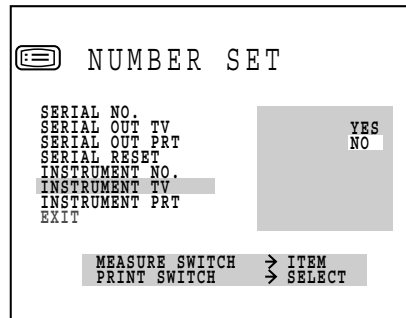 NUMBER SET
SERIAL NO.
SERIAL OUT TV
SERIAL OUT PRT
SERIAL RESET
INSTRUMENT NO.
INSTRUMENT TV
INSTRUMENT PRT
EXIT
YES
NO
MEASURE SWITCH → ITEM
PRINT SWITCH → SELECT